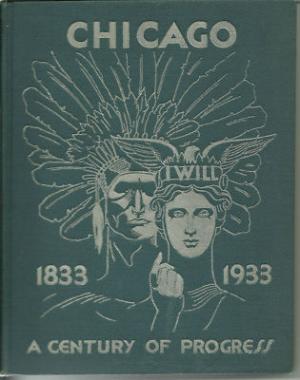 CHICAGO
I WILL
1833 1933
A CENTURY OF PROGRESS